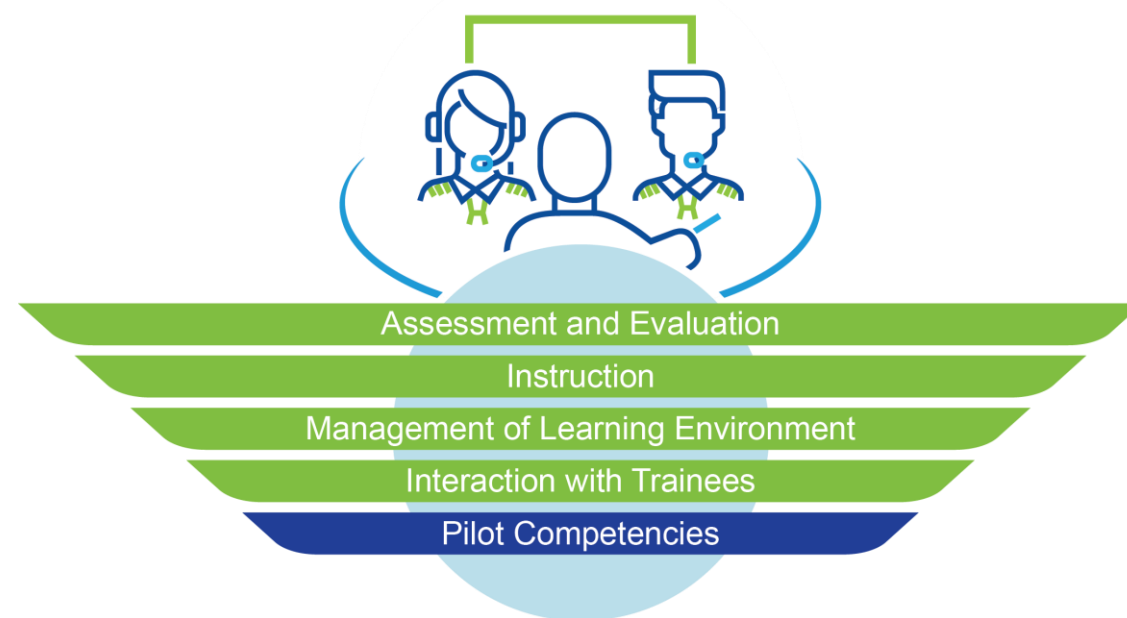 Assessment and Evaluation
Instruction
Management of Learning Environment
Interaction with Trainees
Pilot Competencies